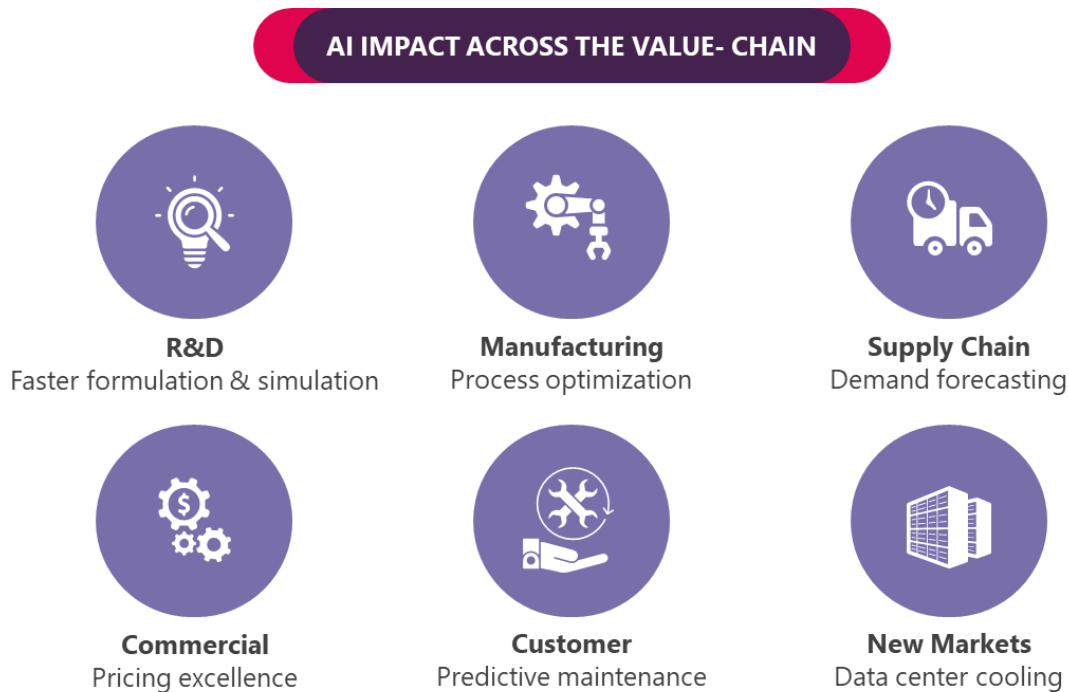 AI IMPACT ACROSS THE VALUE- CHAIN
R&D
Faster formulation & simulation
Manufacturing
Process optimization
Supply Chain
Demand forecasting
$
Commercial
Pricing excellence
Customer
Predictive maintenance
New Markets
Data center cooling